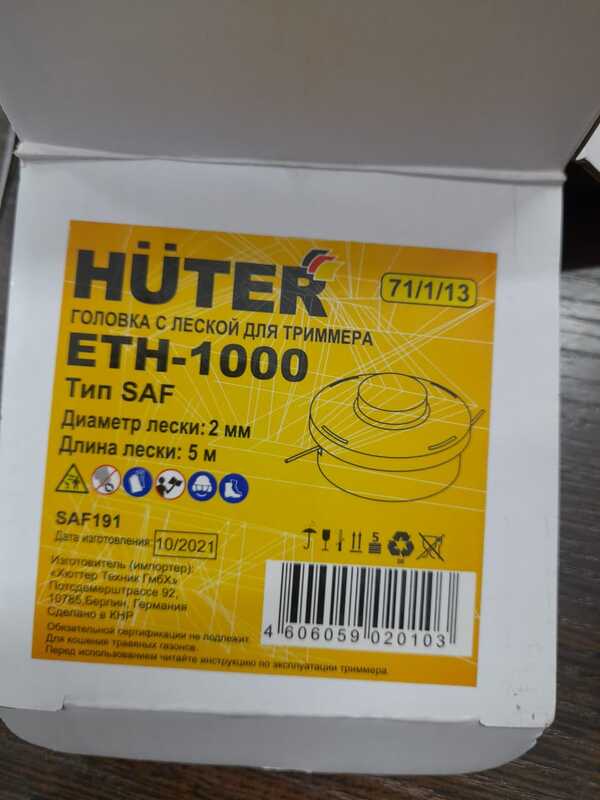 HÜTER
71/1/13
ГОЛОВКА С ЛЕСКОЙ ДЛЯ ТРИММЕРА
ETH-1000
Тип SAF
Диаметр лески: 2 мм
Длина лески: 5 м
SAF191
Дата изготовления: 10/2021
5
Изготовитель (импортер):
«Хюттер Техник ГмбХ»
Потсдемерштрассе 92,
10785,Берлин, Германия
Сделано в КНР
4 606059 020103
Обязательной сертификации не подлежит.
Для кошения травяных газонов.
Перед использованием читайте инструкцию по эксплуатации триммера.